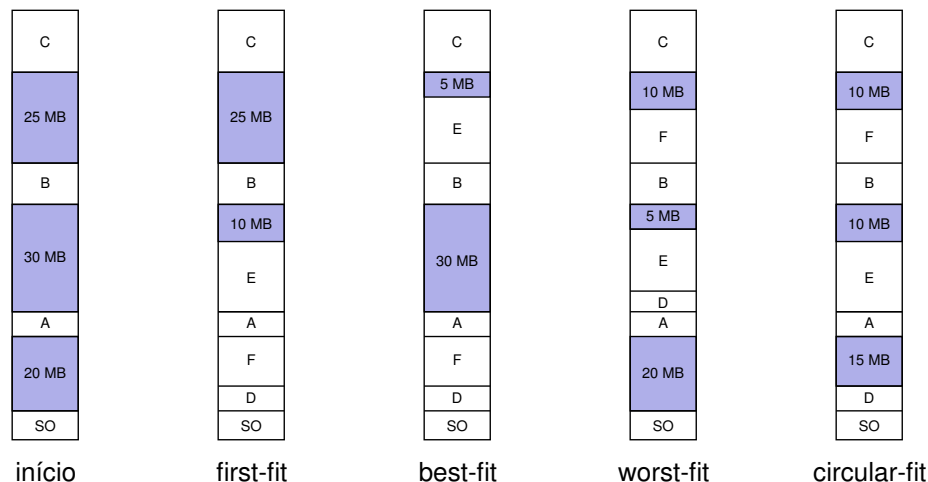 C
25 MB
B
30 MB
A
20 MB
SO
início
C
25 MB
B
10 MB
E
A
F
D
SO
first-fit
C
5 MB
E
B
30 MB
A
F
D
SO
best-fit
C
10 MB
F
B
5 MB
E
D
A
20 MB
SO
worst-fit
C
10 MB
F
B
10 MB
E
A
15 MB
D
SO
circular-fit